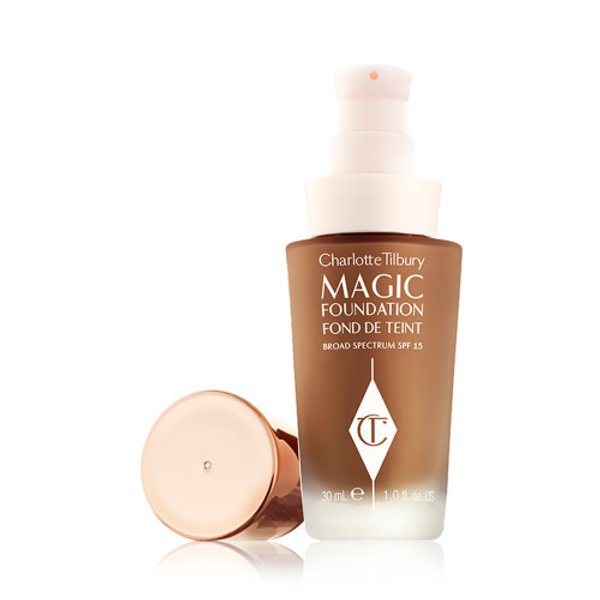 Charlotte Tilbury
MAGIC
FOUNDATION
FOND DE TEINT
BROAD SPECTRUM SPF 15
CT
30 mL ℮ 1.0 fl. oz. US